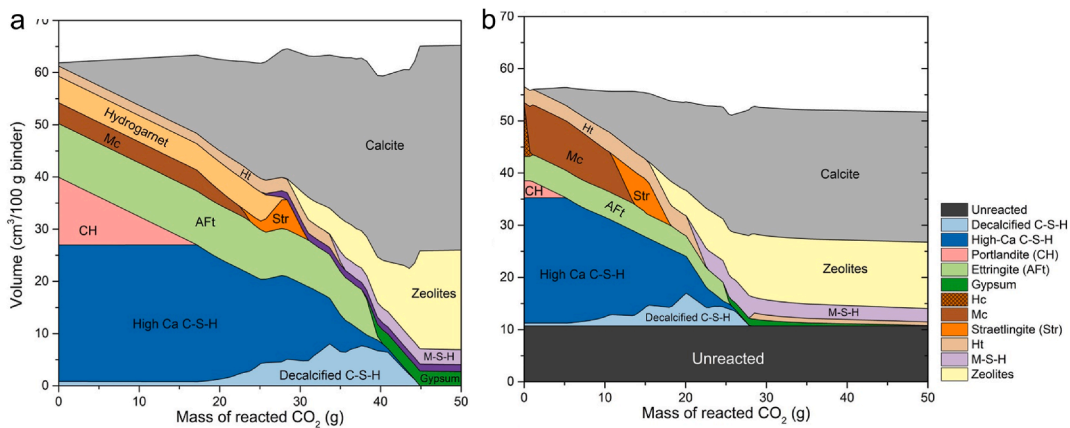 a
Volume (cm3/100 g binder)
70
60
50
40
30
20
10
0
Calcite
Hydrogarnet
Mc
Ht
CH
AFt
Str
High Ca C-S-H
Zeolites
M-S-H
Decalcified C-S-H
Gypsum
0 10 20 30 40 50
Mass of reacted CO2 (g)
b
70
60
50
40
30
20
10
0
Ht
Mc
Calcite
CH
AFt
Str
High Ca C-S-H
Zeolites
M-S-H
Decalcified C-S-H
Unreacted
0 10 20 30 40 50
Mass of reacted CO2 (g)
Unreacted
Decalcified C-S-H
High-Ca C-S-H
Portlandite (CH)
Ettringite (AFt)
Gypsum
Hc
Mc
Straetlingite (Str)
Ht
M-S-H
Zeolites